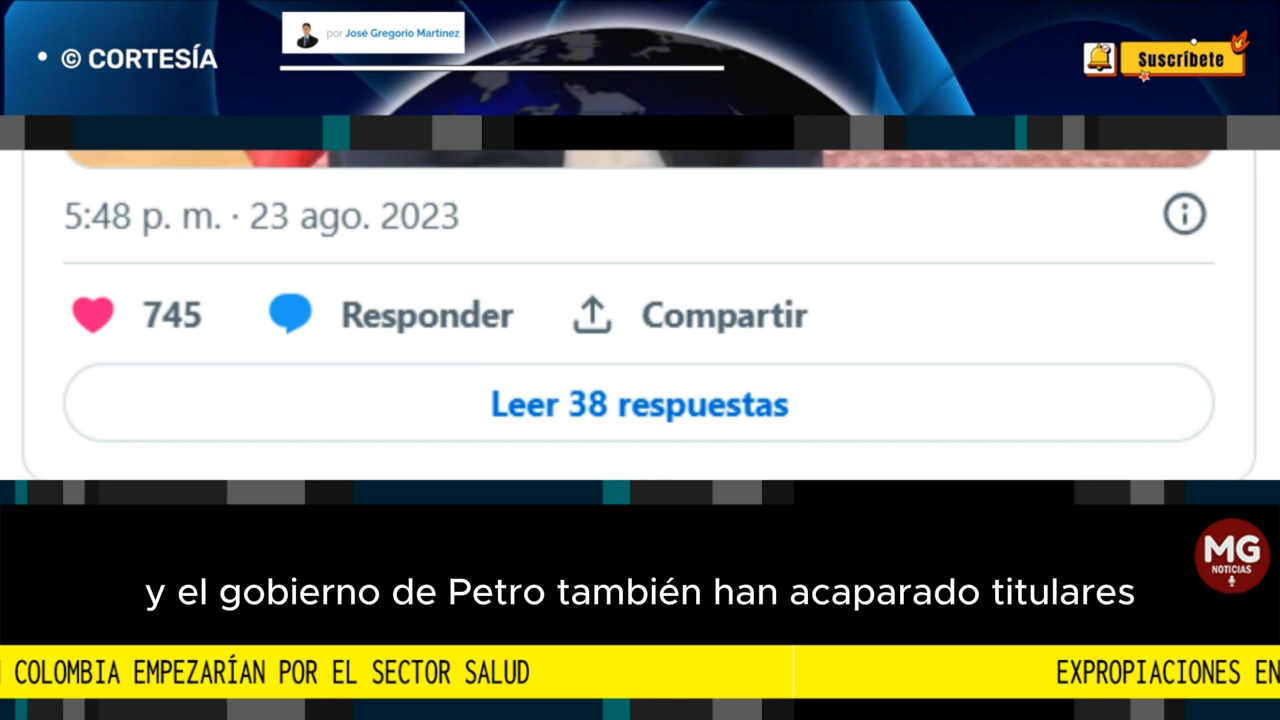 • © CORTESÍA
por José Gregorio Martínez
Suscríbete
5:48 p. m. · 23 ago. 2023
745 Responder Compartir
Leer 38 respuestas
MG
NOTICIAS
y el gobierno de Petro también han acaparado titulares
COLOMBIA EMPEZARÍAN POR EL SECTOR SALUD EXPROPIACIONES EN